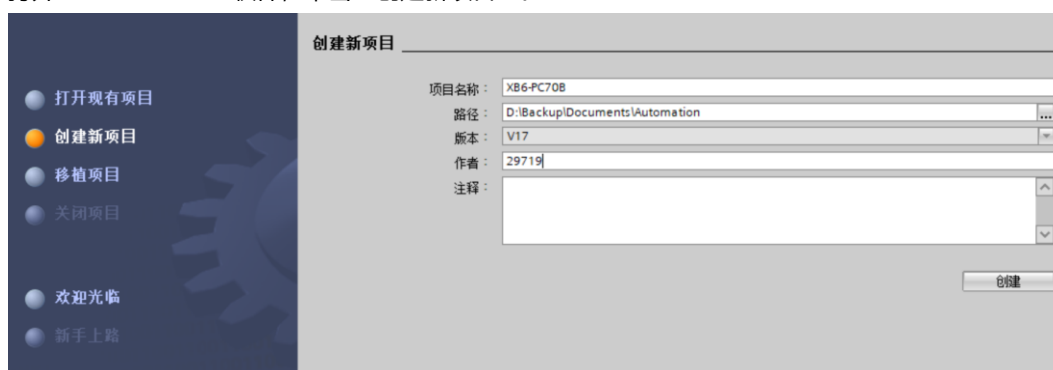 创建新项目
打开现有项目
创建新项目
移植项目
关闭项目
欢迎光临
新手上路
项目名称：XB6-PC70B
路径：D:\Backup\Documents\Automation ...
版本：V17
作者：29719
注释：
创建